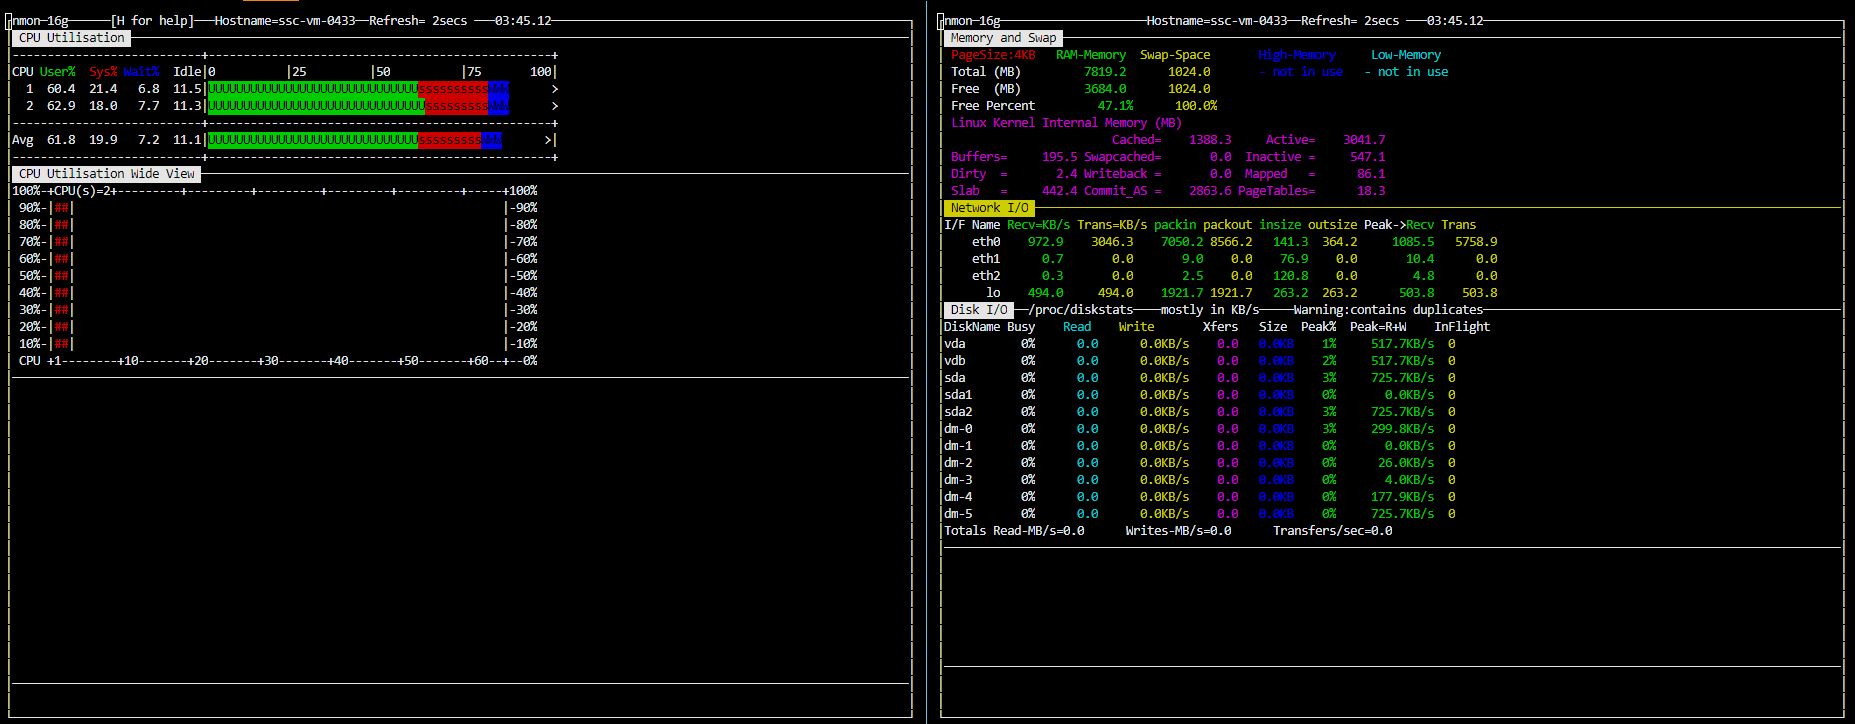 nmon-16g [H for help] Hostname=ssc-vm-0433 Refresh= 2secs 03:45.12
CPU Utilisation
+-------------------------------------------------+
CPU User% Sys% Wait% Idle|0 |25 |50 |75 100|
1 60.4 21.4 6.8 11.5|UUUUUUUUUUUUUUUUUUUUUUUUUUUUUUssssssssssWWW >
2 62.9 18.0 7.7 11.3|UUUUUUUUUUUUUUUUUUUUUUUUUUUUUUUsssssssssWWW >
+-------------------------------------------------+
Avg 61.8 19.9 7.2 11.1|UUUUUUUUUUUUUUUUUUUUUUUUUUUUUUsssssssssWWW >|
+-------------------------------------------------+
CPU Utilisation Wide View
100%-+CPU(s)=2+---------+---------+---------+---------+---------+-----+100%
90%-|##| |-90%
80%-|##| |-80%
70%-|##| |-70%
60%-|##| |-60%
50%-|##| |-50%
40%-|##| |-40%
30%-|##| |-30%
20%-|##| |-20%
10%-|##| |-10%
CPU +1--------+10-------+20-------+30-------+40-------+50-------+60--+--0%
nmon-16g Hostname=ssc-vm-0433 Refresh= 2secs 03:45.12
Memory and Swap
PageSize:4KB RAM-Memory Swap-Space High-Memory Low-Memory
Total (MB) 7819.2 1024.0 - not in use - not in use
Free (MB) 3684.0 1024.0
Free Percent 47.1% 100.0%
Linux Kernel Internal Memory (MB)
Cached= 1388.3 Active= 3041.7
Buffers= 195.5 Swapcached= 0.0 Inactive = 547.1
Dirty = 2.4 Writeback = 0.0 Mapped = 86.1
Slab = 442.4 Commit_AS = 2863.6 PageTables= 18.3
Network I/O
I/F Name Recv=KB/s Trans=KB/s packin packout insize outsize Peak->Recv Trans
eth0 972.9 3046.3 7050.2 8566.2 141.3 364.2 1085.5 5758.9
eth1 0.7 0.0 9.0 0.0 76.9 0.0 10.4 0.0
eth2 0.3 0.0 2.5 0.0 120.8 0.0 4.8 0.0
lo 494.0 494.0 1921.7 1921.7 263.2 263.2 503.8 503.8
Disk I/O /proc/diskstats mostly in KB/s Warning:contains duplicates
DiskName Busy Read Write Xfers Size Peak% Peak=R+W InFlight
vda 0% 0.0 0.0KB/s 0.0 0.0KB 1% 517.7KB/s 0
vdb 0% 0.0 0.0KB/s 0.0 0.0KB 2% 517.7KB/s 0
sda 0% 0.0 0.0KB/s 0.0 0.0KB 3% 725.7KB/s 0
sda1 0% 0.0 0.0KB/s 0.0 0.0KB 0% 0.0KB/s 0
sda2 0% 0.0 0.0KB/s 0.0 0.0KB 3% 725.7KB/s 0
dm-0 0% 0.0 0.0KB/s 0.0 0.0KB 3% 299.8KB/s 0
dm-1 0% 0.0 0.0KB/s 0.0 0.0KB 0% 0.0KB/s 0
dm-2 0% 0.0 0.0KB/s 0.0 0.0KB 0% 26.0KB/s 0
dm-3 0% 0.0 0.0KB/s 0.0 0.0KB 0% 4.0KB/s 0
dm-4 0% 0.0 0.0KB/s 0.0 0.0KB 0% 177.9KB/s 0
dm-5 0% 0.0 0.0KB/s 0.0 0.0KB 0% 725.7KB/s 0
Totals Read-MB/s=0.0 Writes-MB/s=0.0 Transfers/sec=0.0